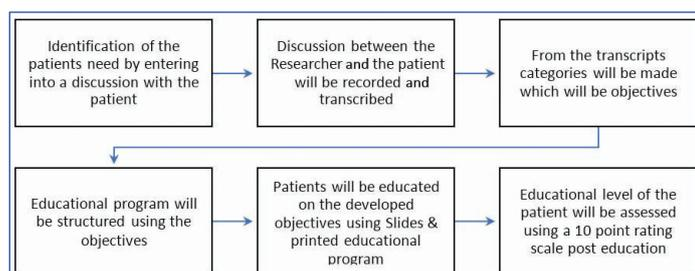 Identification of the
patients need by entering
into a discussion with the
patient
Discussion between the
Researcher and the patient
will be recorded and
transcribed
From the transcripts
categories will be made
which will be objectives
Educational program will
be structured using the
objectives
Patients will be educated
on the developed
objectives using Slides &
printed educational
program
Educational level of the
patient will be assessed
using a 10 point rating
scale post education